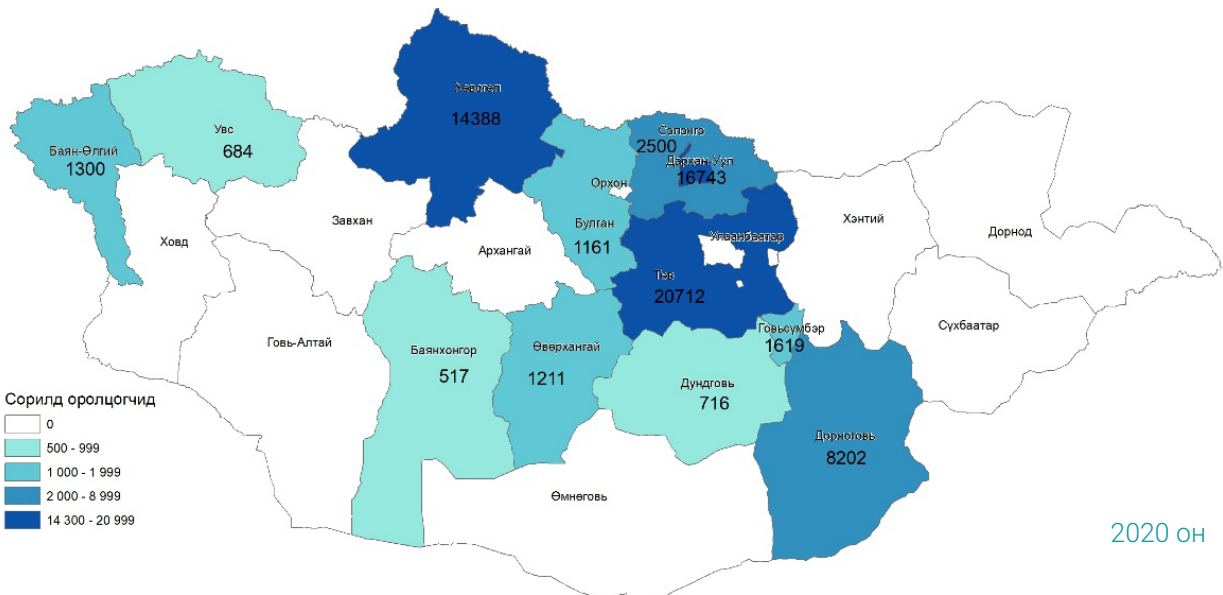 Хөвсгөл
14388
Увс
684
Баян-Өлгий
1300
Сэлэнгэ
2500
Дархан-Уул
16743
Орхон
Завхан
Булган
1161
Хэнтий
Ховд
Архангай
Улаанбаатар
Дорнод
Төв
20712
Говь-Алтай
Баянхонгор
517
Өвөрхангай
1211
Говьсүмбэр
1619
Сүхбаатар
Дундговь
716
Дорноговь
8202
Өмнөговь
Сорилд оролцогчид
0
500 - 999
1 000 - 1 999
2 000 - 8 999
14 300 - 20 999
2020 он